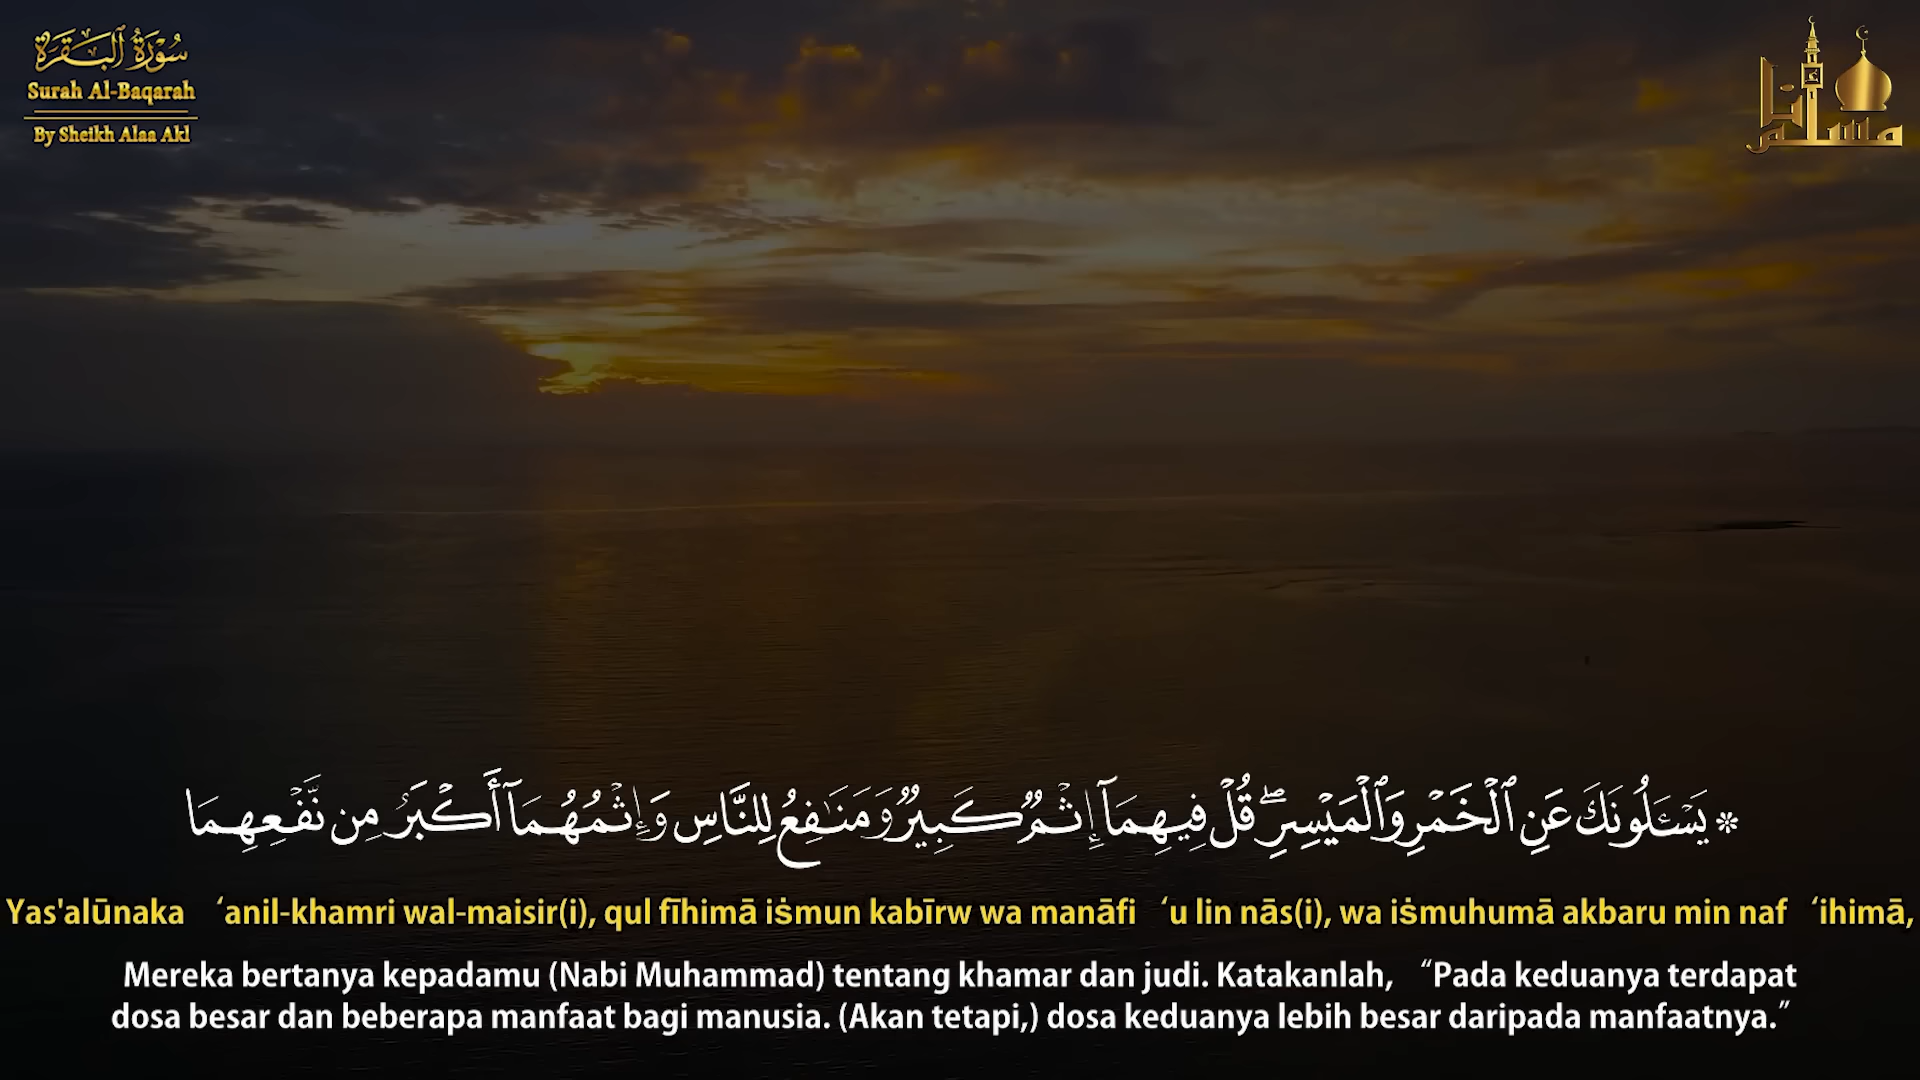 سُورَةُ ٱلْبَقَرَةِ
Surah Al-Baqarah
By Sheikh Alaa Akl
انا
مسلم
۞ يَسْـَٔلُونَكَ عَنِ ٱلْخَمْرِ وَٱلْمَيْسِرِ ۖ قُلْ فِيهِمَآ إِثْمٌ كَبِيرٌ وَمَنَـٰفِعُ لِلنَّاسِ وَإِثْمُهُمَآ أَكْبَرُ مِن نَّفْعِهِمَا
Yas'alūnaka ‘anil-khamri wal-maisir(i), qul fīhimā iṡmun kabīrw wa manāfi ‘u lin nās(i), wa iṡmuhumā akbaru min naf ‘ihimā,
Mereka bertanya kepadamu (Nabi Muhammad) tentang khamar dan judi. Katakanlah, “Pada keduanya terdapat
dosa besar dan beberapa manfaat bagi manusia. (Akan tetapi,) dosa keduanya lebih besar daripada manfaatnya.”